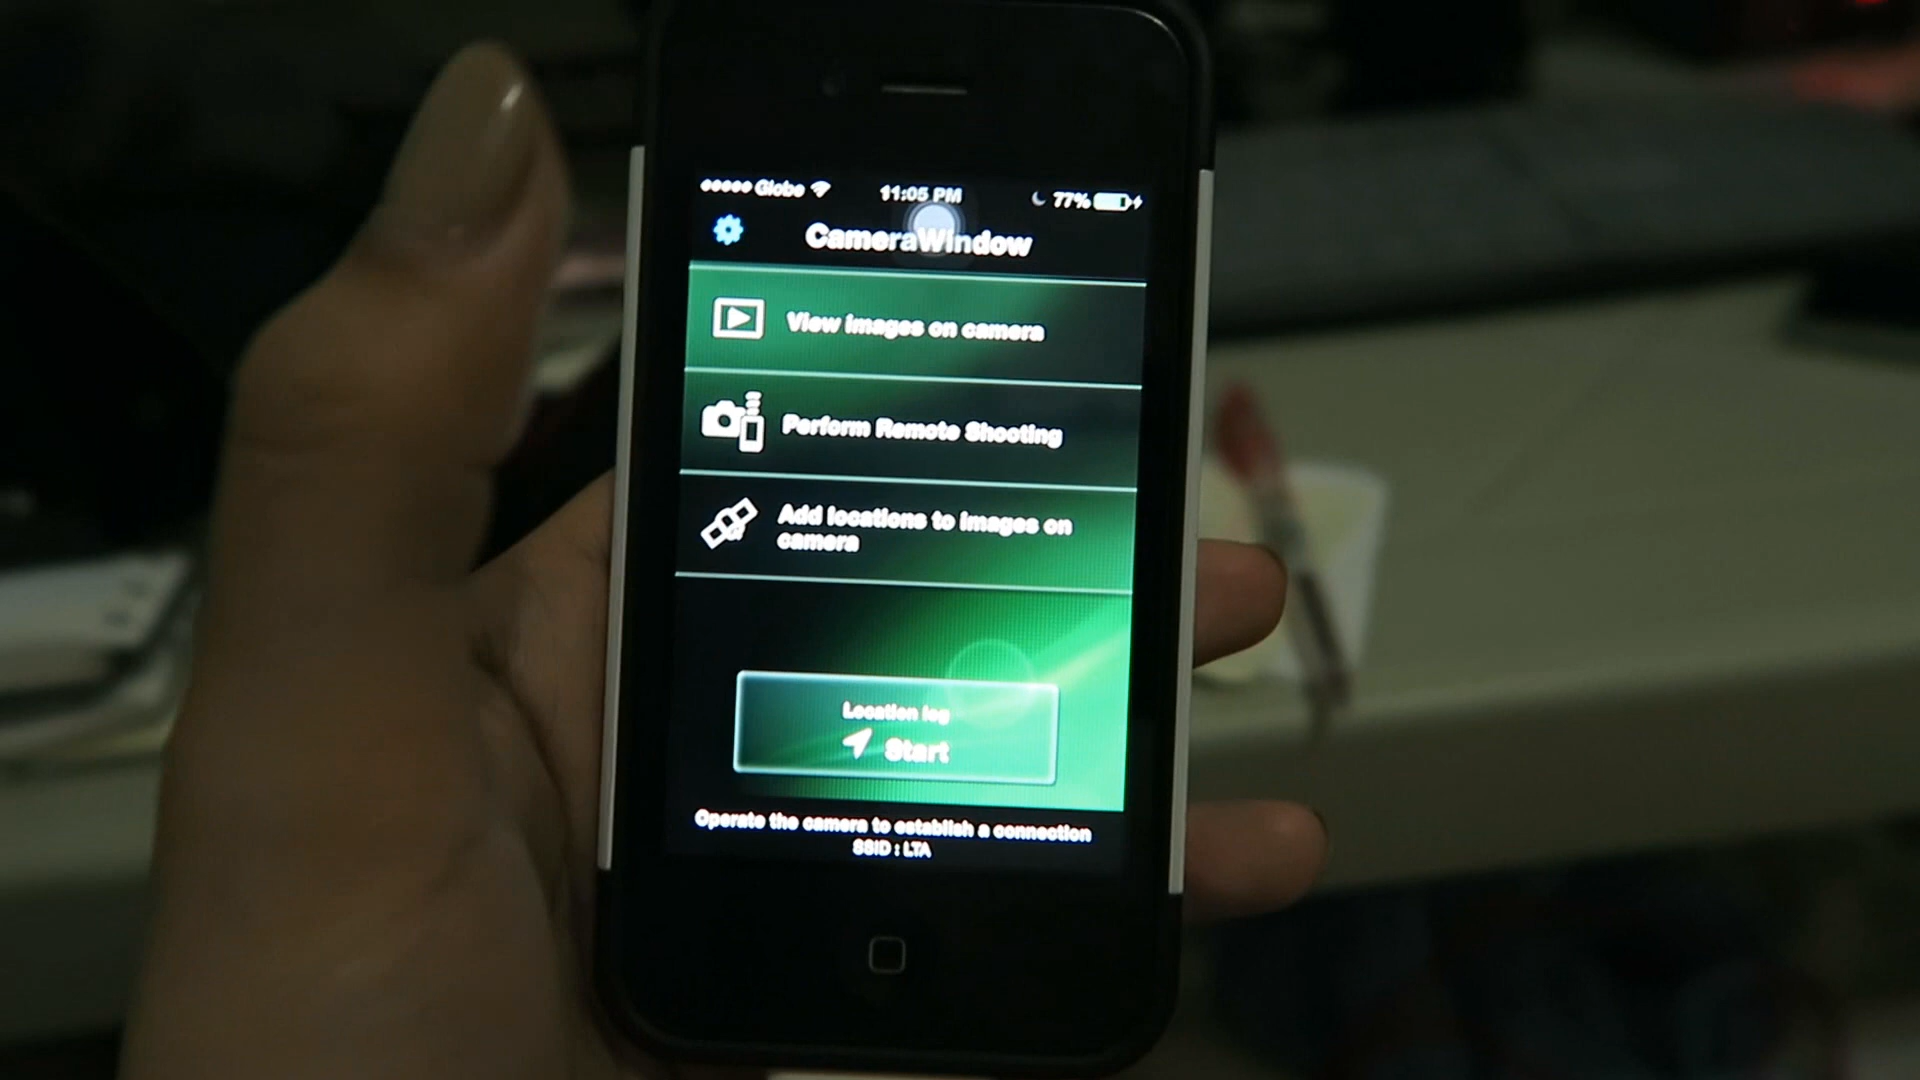 Globe 11:05 PM 77%
CameraWindow
View images on camera
Perform Remote Shooting
Add locations to images on
camera
Location log
Start
Operate the camera to establish a connection
SSID : LTA